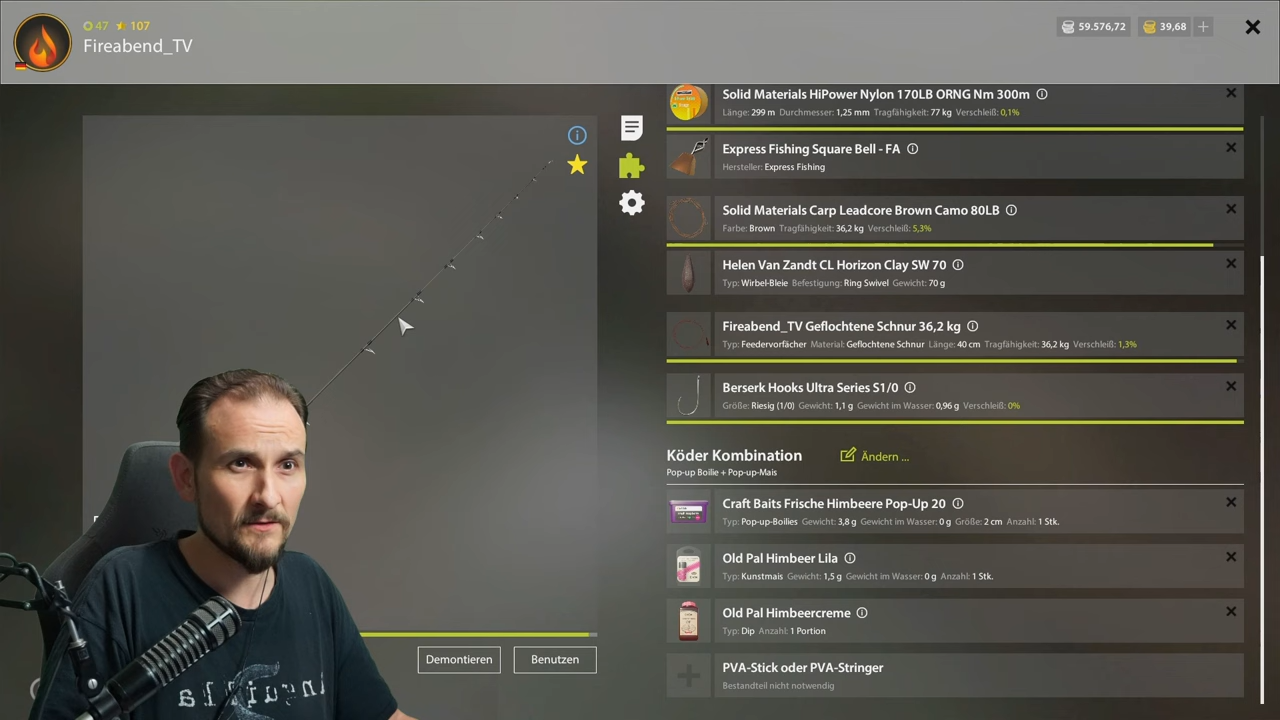 47 107
Fireabend_TV
59.576,72
39,68
Solid Materials HiPower Nylon 170LB ORNG Nm 300m
Länge: 299 m Durchmesser: 1,25 mm Tragfähigkeit: 77 kg Verschleiß: 0,1%
Express Fishing Square Bell - FA
Hersteller: Express Fishing
Solid Materials Carp Leadcore Brown Camo 80LB
Farbe: Brown Tragfähigkeit: 36,2 kg Verschleiß: 5,3%
Helen Van Zandt CL Horizon Clay SW 70
Typ: Wirbel-Bleie Befestigung: Ring Swivel Gewicht: 70 g
Fireabend_TV Geflochtene Schnur 36,2 kg
Typ: Feedervorfächer Material: Geflochtene Schnur Länge: 40 cm Tragfähigkeit: 36,2 kg Verschleiß: 1,3%
Berserk Hooks Ultra Series S1/0
Größe: Riesig (1/0) Gewicht: 1,1 g Gewicht im Wasser: 0,96 g Verschleiß: 0%
Köder Kombination
Ändern ...
Pop-up Boilie + Pop-up-Mais
Craft Baits Frische Himbeere Pop-Up 20
Typ: Pop-up-Boilies Gewicht: 3,8 g Gewicht im Wasser: 0 g Größe: 2 cm Anzahl: 1 Stk.
Old Pal Himbeer Lila
Typ: Kunstmais Gewicht: 1,5 g Gewicht im Wasser: 0 g Anzahl: 1 Stk.
Old Pal Himbeercreme
Typ: Dip Anzahl: 1 Portion
PVA-Stick oder PVA-Stringer
Bestandteil nicht notwendig
Demontieren
Benutzen